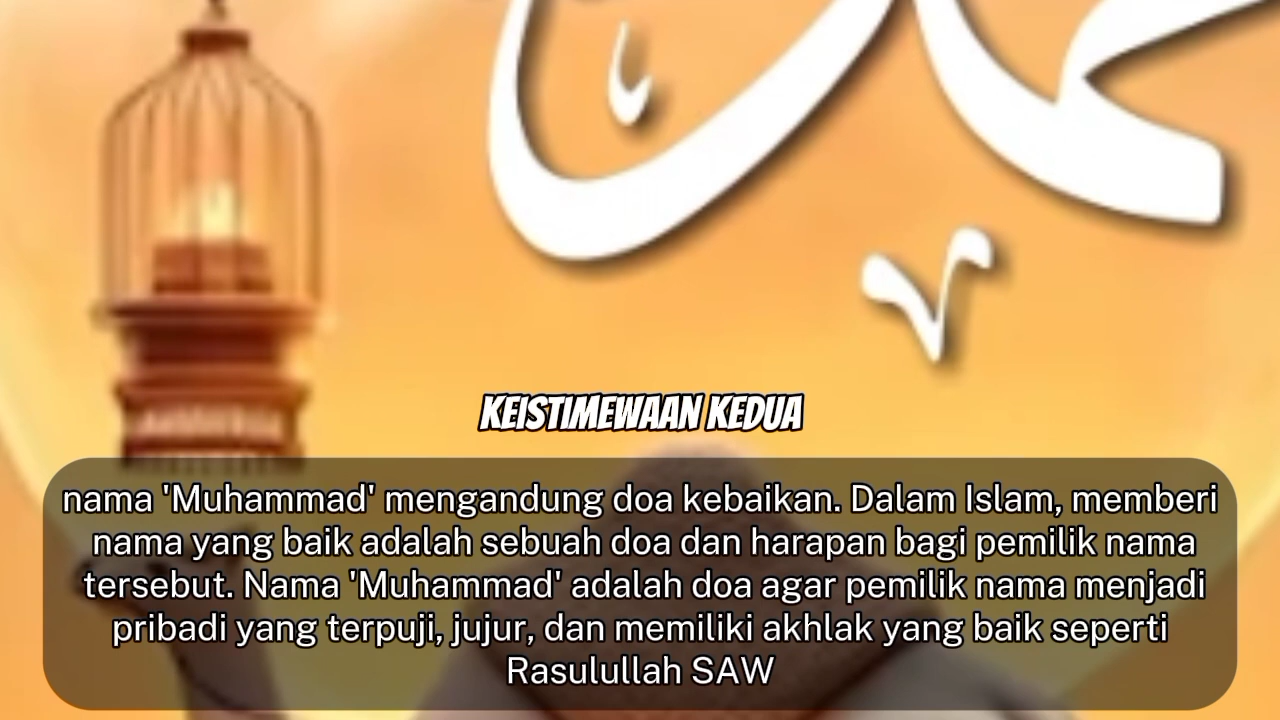 KEISTIMEWAAN KEDUA
nama 'Muhammad' mengandung doa kebaikan. Dalam Islam, memberi
nama yang baik adalah sebuah doa dan harapan bagi pemilik nama
tersebut. Nama 'Muhammad' adalah doa agar pemilik nama menjadi
pribadi yang terpuji, jujur, dan memiliki akhlak yang baik seperti
Rasulullah SAW